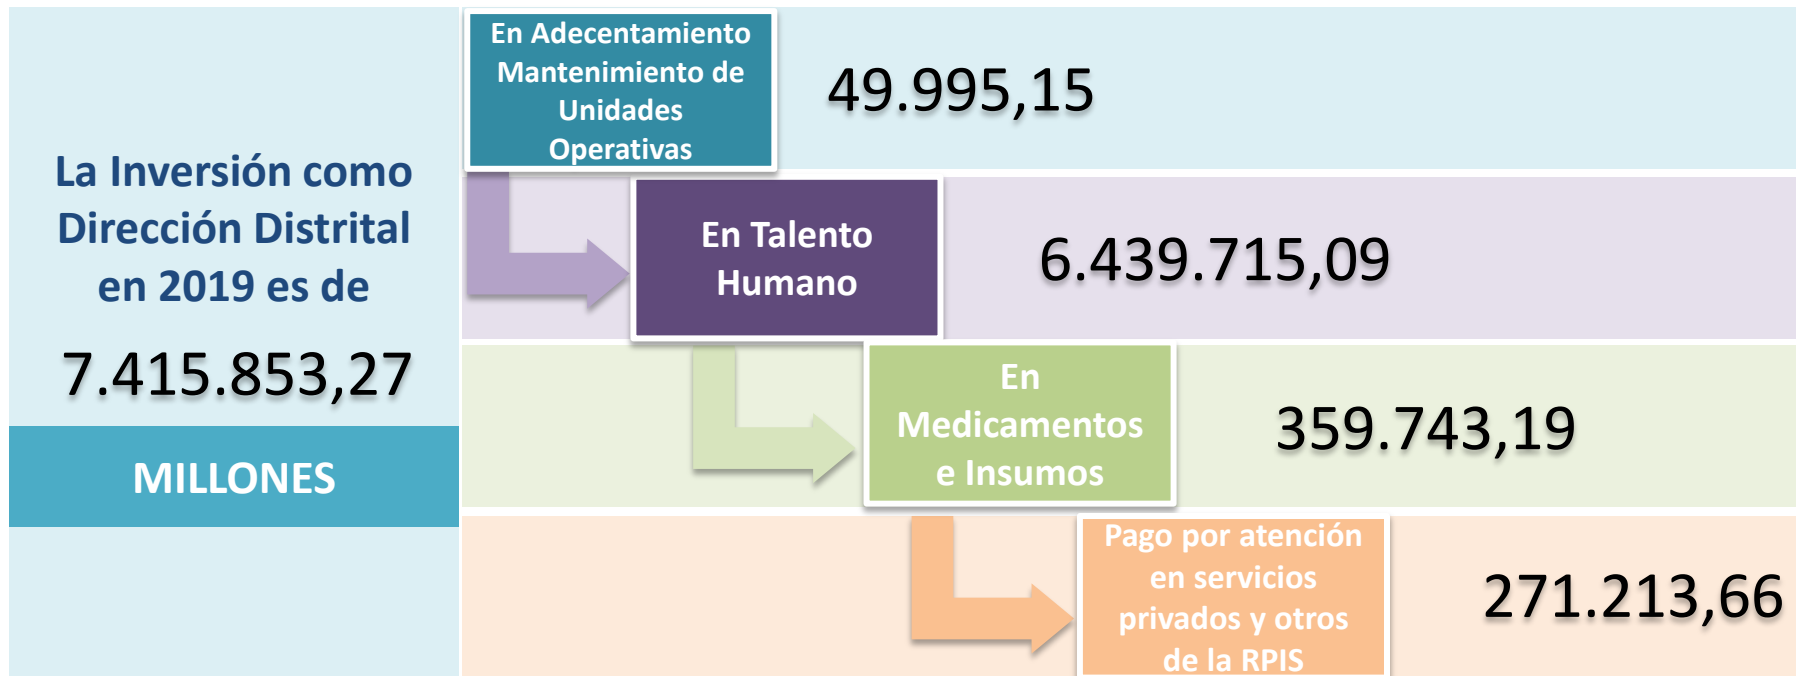 La Inversión como
Dirección Distrital
en 2019 es de
7.415.853,27
MILLONES
En Adecentamiento
Mantenimiento de
Unidades
Operativas
49.995,15
En Talento
Humano
6.439.715,09
En
Medicamentos
e Insumos
359.743,19
Pago por atención
en servicios
privados y otros
de la RPIS
271.213,66